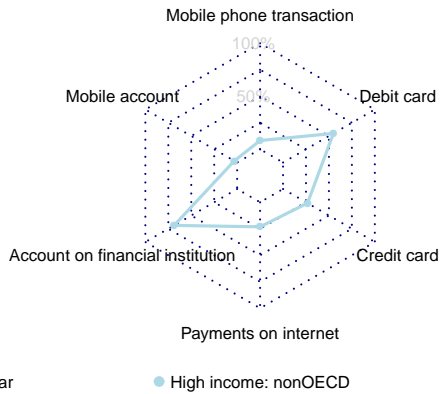 Mobile phone transaction
100%
Mobile account
50%
Debit card
Account on financial institution
Credit card
Payments on internet
ar
High income: nonOECD